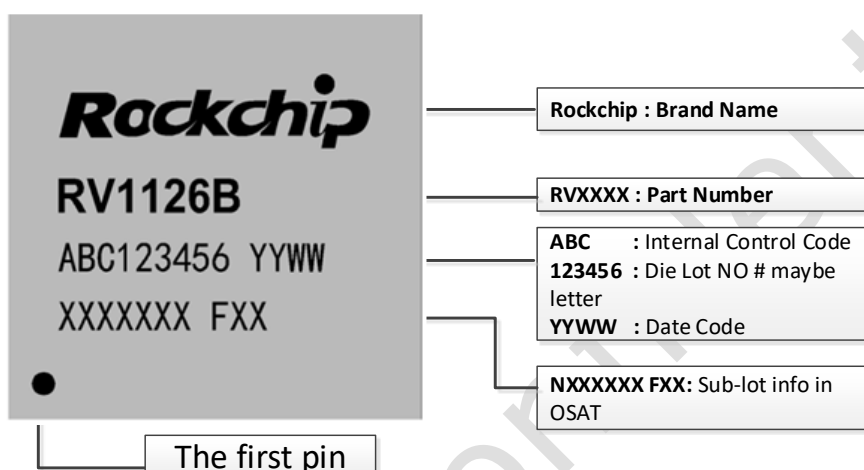 Rockchip
RV1126B
ABC123456 YYWW
XXXXXXX FXX
Rockchip : Brand Name
RVXXXX : Part Number
ABC : Internal Control Code
123456 : Die Lot NO # maybe
letter
YYWW : Date Code
NXXXXXX FXX: Sub-lot info in
OSAT
The first pin